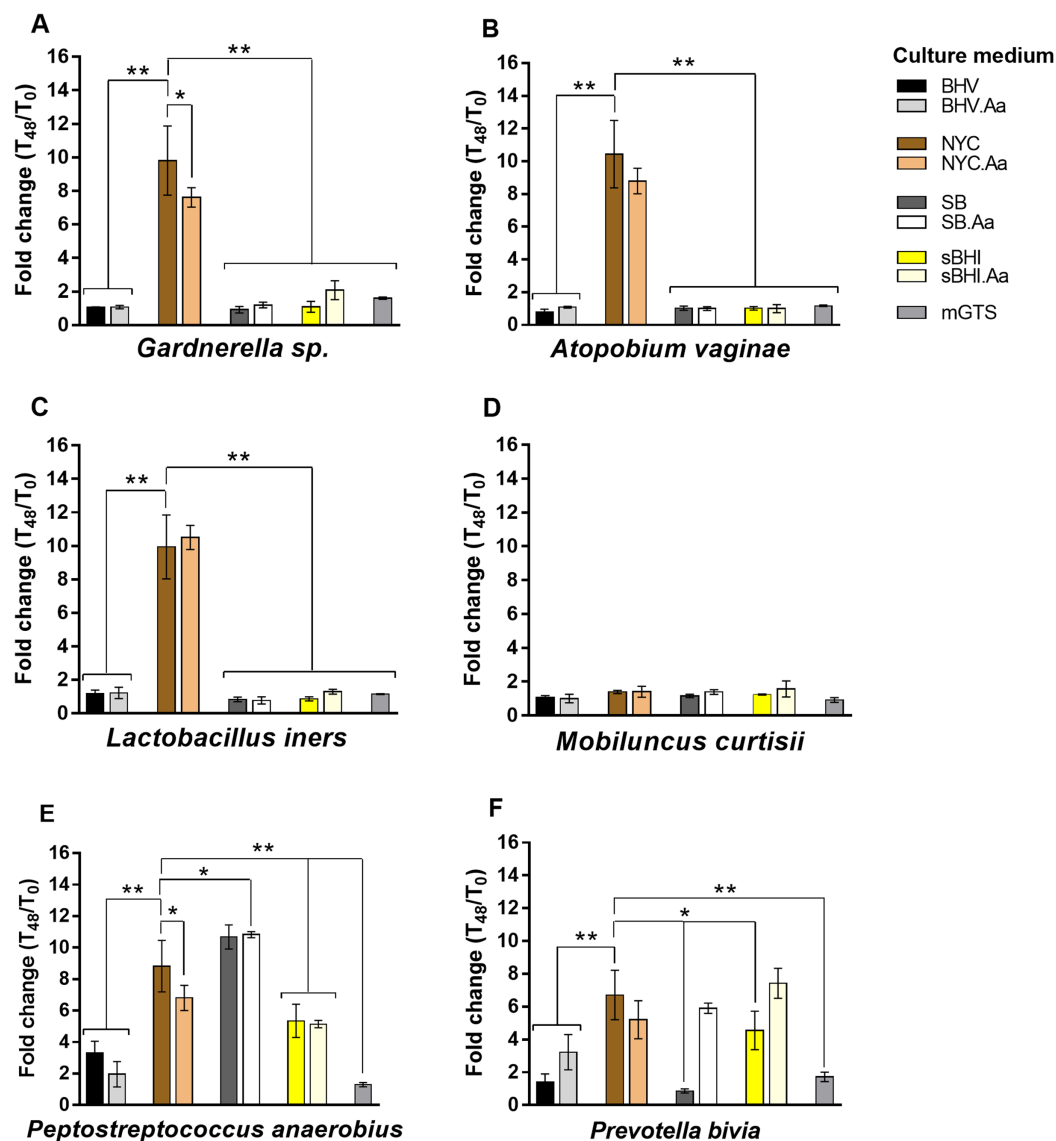 A
16
14
12
10
8
6
4
2
0
Fold change (T48/T0)
**
**
*
Gardnerella sp.
B
16
14
12
10
8
6
4
2
0
Fold change (T48/T0)
**
**
Atopobium vaginae
Culture medium
BHV
BHV.Aa
NYC
NYC.Aa
SB
SB.Aa
sBHI
sBHI.Aa
mGTS
C
16
14
12
10
8
6
4
2
0
Fold change (T48/T0)
**
**
Lactobacillus iners
D
16
14
12
10
8
6
4
2
0
Fold change (T48/T0)
Mobiluncus curtisii
E
16
14
12
10
8
6
4
2
0
Fold change (T48/T0)
**
*
**
*
Peptostreptococcus anaerobius
F
16
14
12
10
8
6
4
2
0
Fold change (T48/T0)
**
*
**
Prevotella bivia